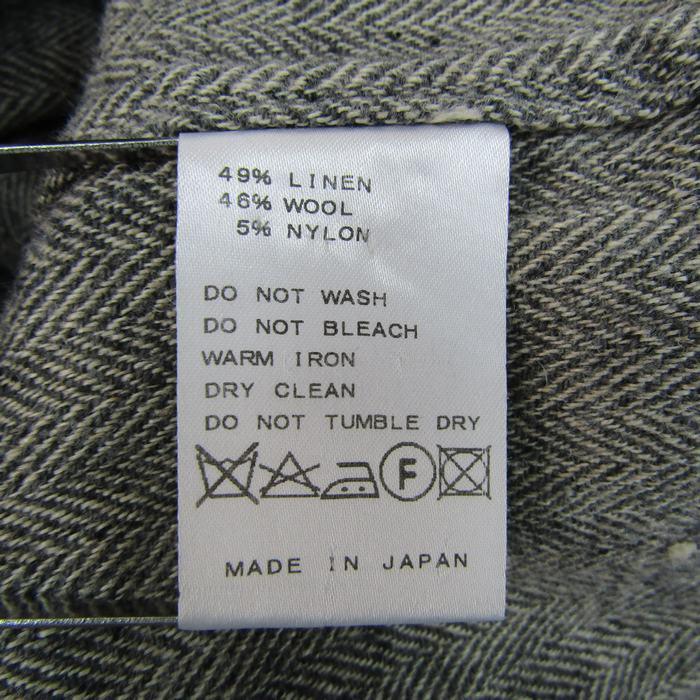 49% LINEN
46% WOOL
5% NYLON
DO NOT WASH
DO NOT BLEACH
WARM IRON
DRY CLEAN
DO NOT TUMBLE DRY
F
MADE IN JAPAN